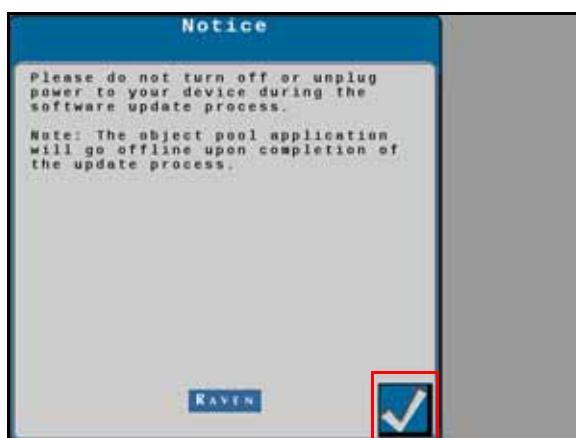 Notice
Please do not turn off or unplug
power to your device during the
software update process.
Note: The object pool application
will go offline upon completion of
the update process.
RAVEN